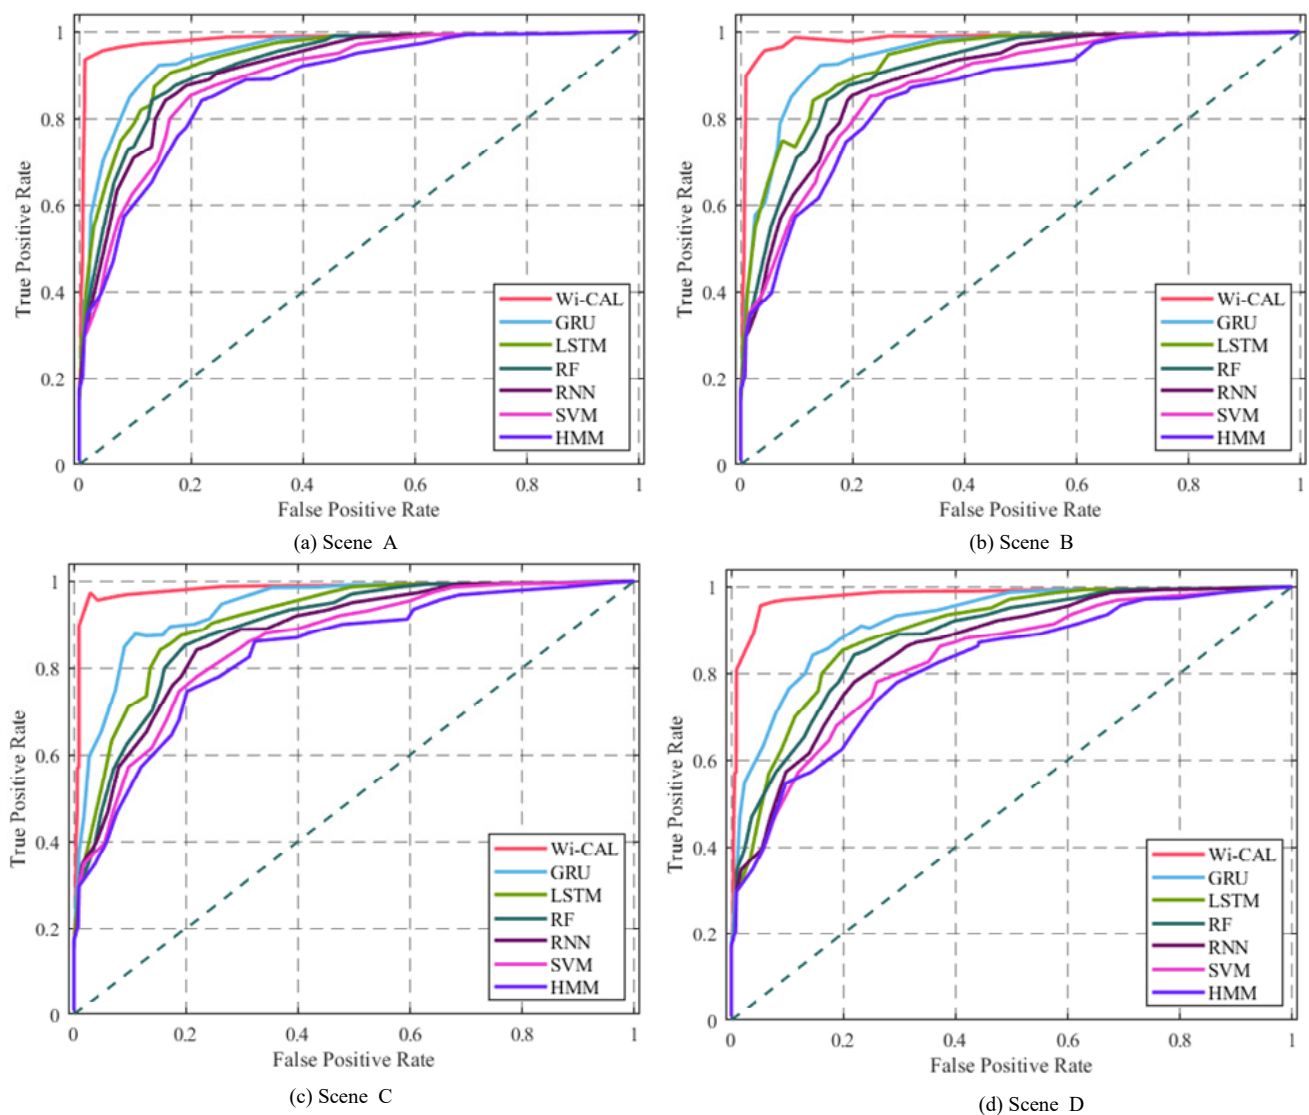 1
0.8
0.6
0.4
0.2
0
True Positive Rate
Wi-CAL
GRU
LSTM
RF
RNN
SVM
HMM
0 0.2 0.4 0.6 0.8 1
False Positive Rate
(a) Scene A
1
0.8
0.6
0.4
0.2
0
True Positive Rate
Wi-CAL
GRU
LSTM
RF
RNN
SVM
HMM
0 0.2 0.4 0.6 0.8 1
False Positive Rate
(b) Scene B
1
0.8
0.6
0.4
0.2
0
True Positive Rate
Wi-CAL
GRU
LSTM
RF
RNN
SVM
HMM
0 0.2 0.4 0.6 0.8 1
False Positive Rate
(c) Scene C
1
0.8
0.6
0.4
0.2
0
True Positive Rate
Wi-CAL
GRU
LSTM
RF
RNN
SVM
HMM
0 0.2 0.4 0.6 0.8 1
False Positive Rate
(d) Scene D